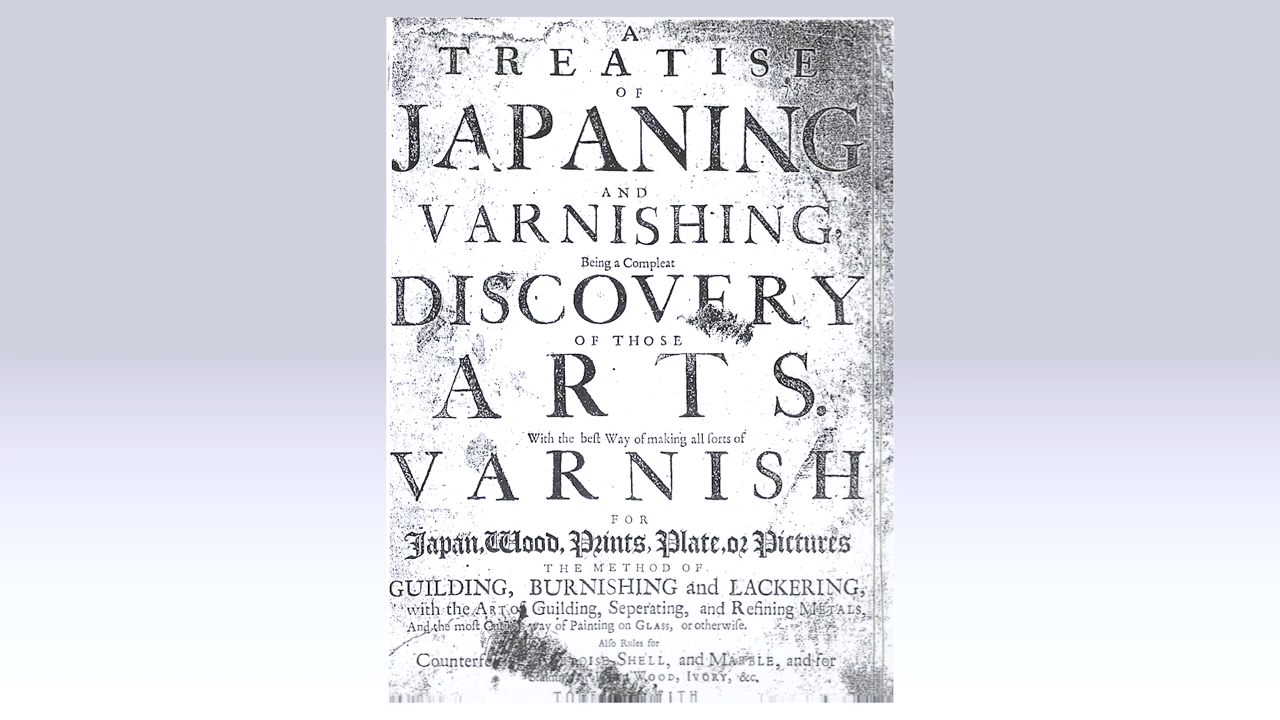 A
TREATISE
OF
JAPANING
AND
VARNISHING,
Being a Compleat
DISCOVERY
OF THOSE
ARTS.
With the beſt Way of making all ſorts of
VARNISH
FOR
Japan, Wood, Prints, Plate, or Pictures
THE METHOD OF
GUILDING, BURNISHING and LACKERING,
with the ART of Guilding, Seperating, and Refining METALS,
And the moſt way of Painting on GLASS, or otherwiſe.
Alſo Rules for
SHELL, and MARBLE, and for
WOOD, IVORY, &c.